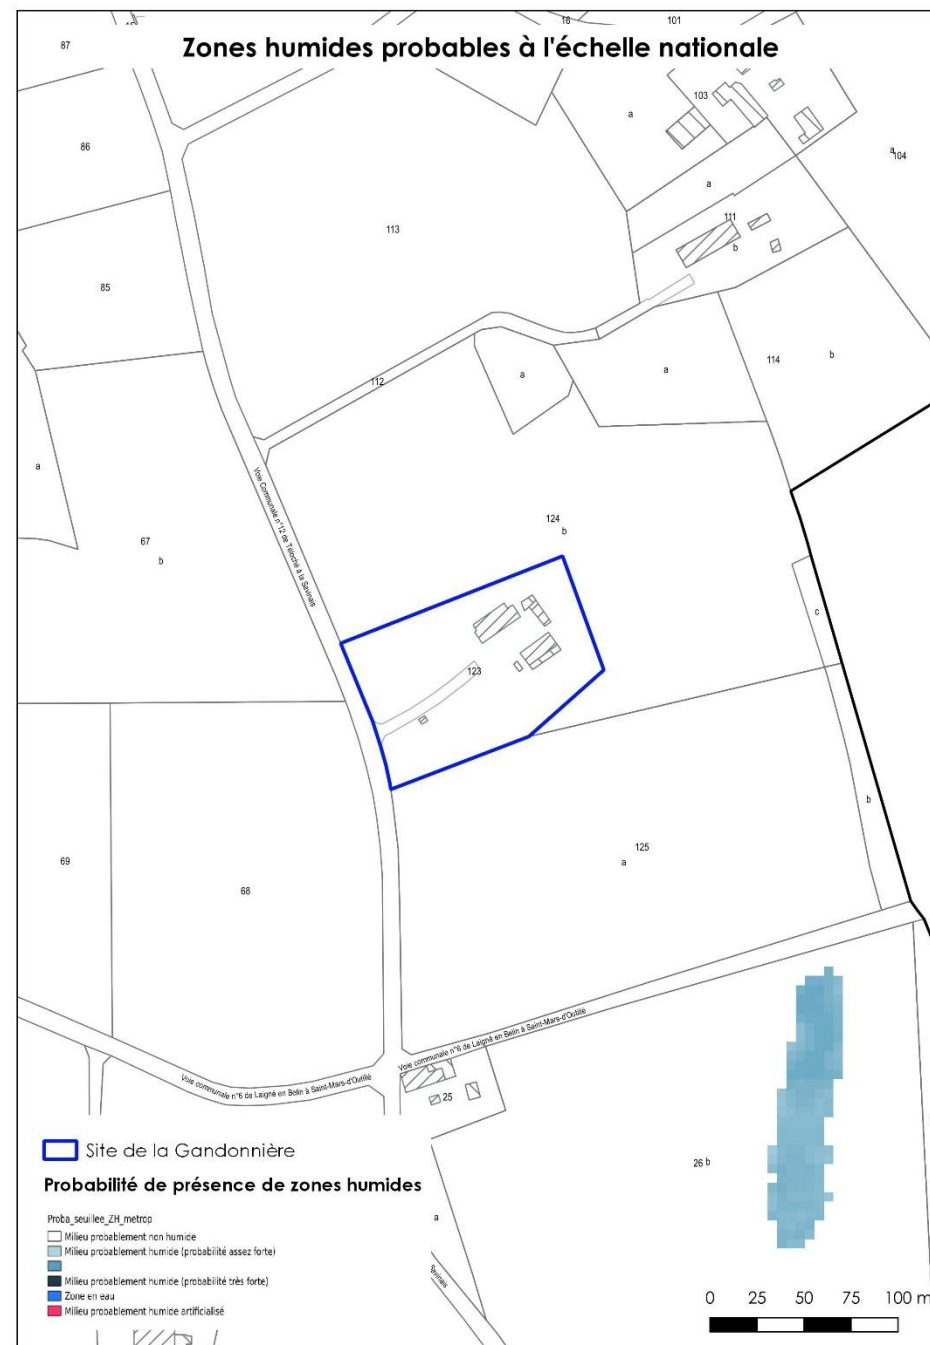 Zones humides probables à l'échelle nationale
16
101
87
103
86
a
a
104
a
113
111
b
85
114
b
a
a
112
a
Voie Communale n°12 de Téloché à la Savinais
124
b
67
b
c
123
b
125
a
69
68
Voie communale n°6 de Laigné en Belin à Saint-Mars-d'Outillé
Voie communale n°6 de Laigné en Belin à Saint-Mars-d'Outillé
25
26 b
a
Savinais
Site de la Gandonnière
Probabilité de présence de zones humides
Proba_seuillee_ZH_metrop
Milieu probablement non humide
Milieu probablement humide (probabilité assez forte)
Milieu probablement humide (probabilité très forte)
Zone en eau
Milieu probablement humide artificialisé
0 25 50 75 100 m